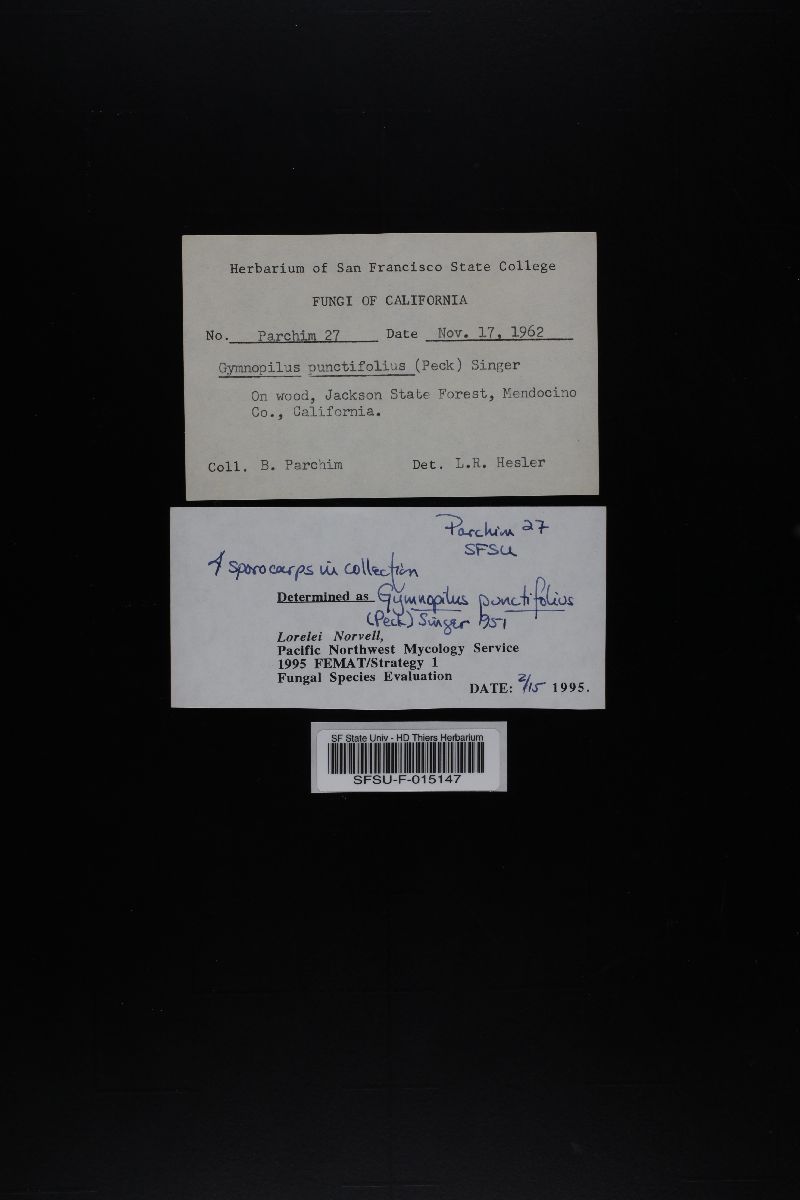 Herbarium of San Francisco State College
FUNGI OF CALIFORNIA
No. Parchim 27 Date Nov. 17, 1962
Gymnopilus punctifolius (Peck) Singer
On wood, Jackson State Forest, Mendocino
Co., California.
Coll. B. Parchim Det. L.R. Hesler
Parchim 27
SFSU
sporocarps in collection
Determined as Gymnopilus punctifolius
(Peck) Singer 1951
Lorelei Norvell,
Pacific Northwest Mycology Service
1995 FEMAT/Strategy 1
Fungal Species Evaluation
DATE: 2/15 1995.
SF State Univ - HD Thiers Herbarium
SFSU-F-015147